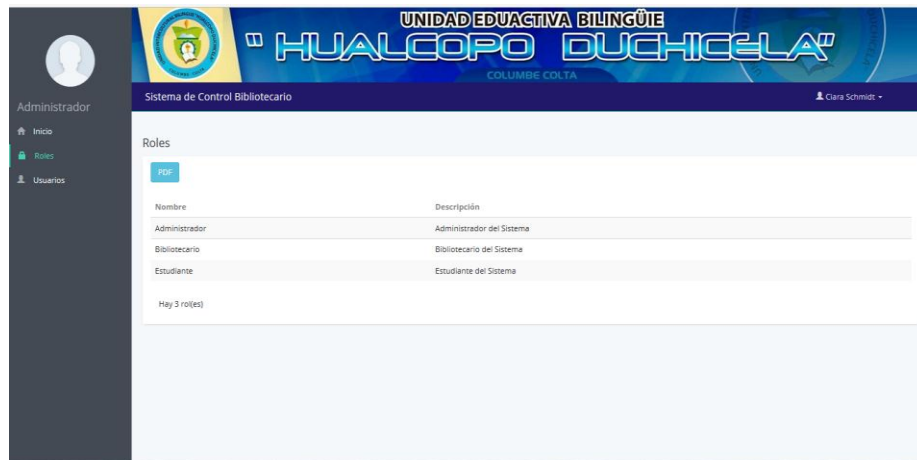 UNIDAD EDUACTIVA BILINGÜIE
" HUALCOPO DUCHICELA"
COLUMBE COLTA
Administrador
Sistema de Control Bibliotecario
Clara Schmidt
Inicio
Roles
Usuarios
Roles
PDF
Nombre Descripción
Administrador Administrador del Sistema
Bibliotecario Bibliotecario del Sistema
Estudiante Estudiante del Sistema
Hay 3 rol(es)